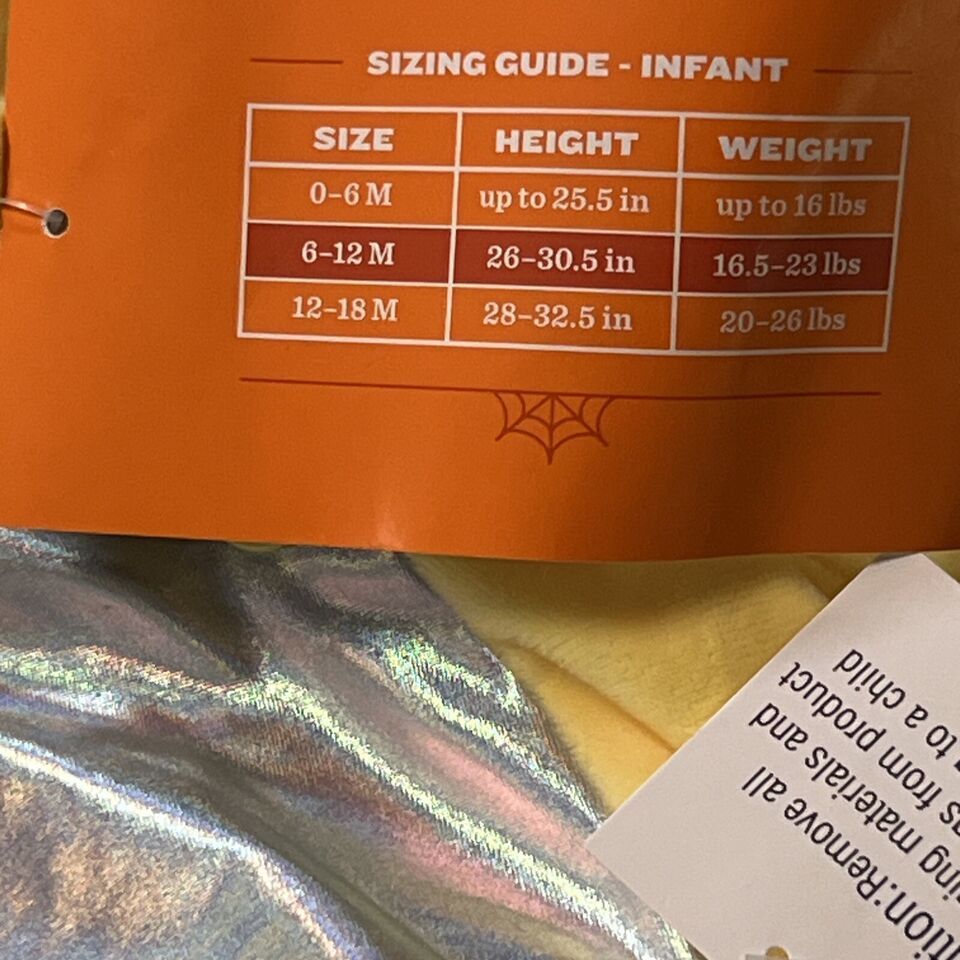 SIZING GUIDE - INFANT
SIZE HEIGHT WEIGHT
0-6 M up to 25.5 in up to 16 lbs
6-12 M 26-30.5 in 16.5-23 lbs
12-18 M 28-32.5 in 20-26 lbs
Remove all
materials and
from product
to a child